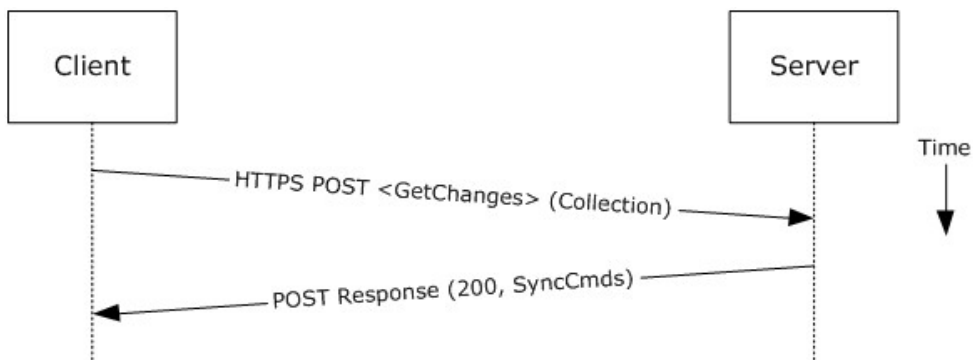 Client
Server
Time
HTTPS POST <GetChanges> (Collection)
POST Response (200, SyncCmds)